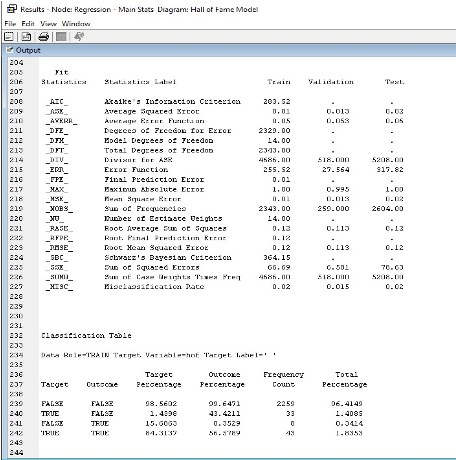 Results - Node: Regression - Main Stats Diagram: Hall of Fame Model
File Edit View Window
Output
204
205 Fit
206 Statistics Statistics Label Train Validation Test
207
208 _AIC_ Akaike's Information Criterion 283.52 . .
209 _ASE_ Average Squared Error 0.01 0.013 0.02
210 _AVERR_ Average Error Function 0.05 0.053 0.06
211 _DFE_ Degrees of Freedom for Error 2329.00 . .
212 _DFM_ Model Degrees of Freedom 14.00 . .
213 _DFT_ Total Degrees of Freedom 2343.00 . .
214 _DIV_ Divisor for ASE 4686.00 518.000 5208.00
215 _ERR_ Error Function 255.52 27.564 317.82
216 _FPE_ Final Prediction Error 0.01 . .
217 _MAX_ Maximum Absolute Error 1.00 0.995 1.00
218 _MSE_ Mean Square Error 0.01 0.013 0.02
219 _NOBS_ Sum of Frequencies 2343.00 259.000 2604.00
220 _NW_ Number of Estimate Weights 14.00 . .
221 _RASE_ Root Average Sum of Squares 0.12 0.113 0.12
222 _RFPE_ Root Final Prediction Error 0.12 . .
223 _RMSE_ Root Mean Squared Error 0.12 0.113 0.12
224 _SBC_ Schwarz's Bayesian Criterion 364.15 . .
225 _SSE_ Sum of Squared Errors 66.69 6.581 78.63
226 _SUMW_ Sum of Case Weights Times Freq 4686.00 518.000 5208.00
227 _MISC_ Misclassification Rate 0.02 0.015 0.02
228
229
230
231
232 Classification Table
233
234 Data Role=TRAIN Target Variable=hof Target Label=' '
235
236 Target Outcome Frequency Total
237 Target Outcome Percentage Percentage Count Percentage
238
239 FALSE FALSE 98.5602 99.6471 2259 96.4149
240 TRUE FALSE 1.4398 43.4211 33 1.4085
241 FALSE TRUE 15.6863 0.3529 8 0.3414
242 TRUE TRUE 84.3137 56.5789 43 1.8353
243
244